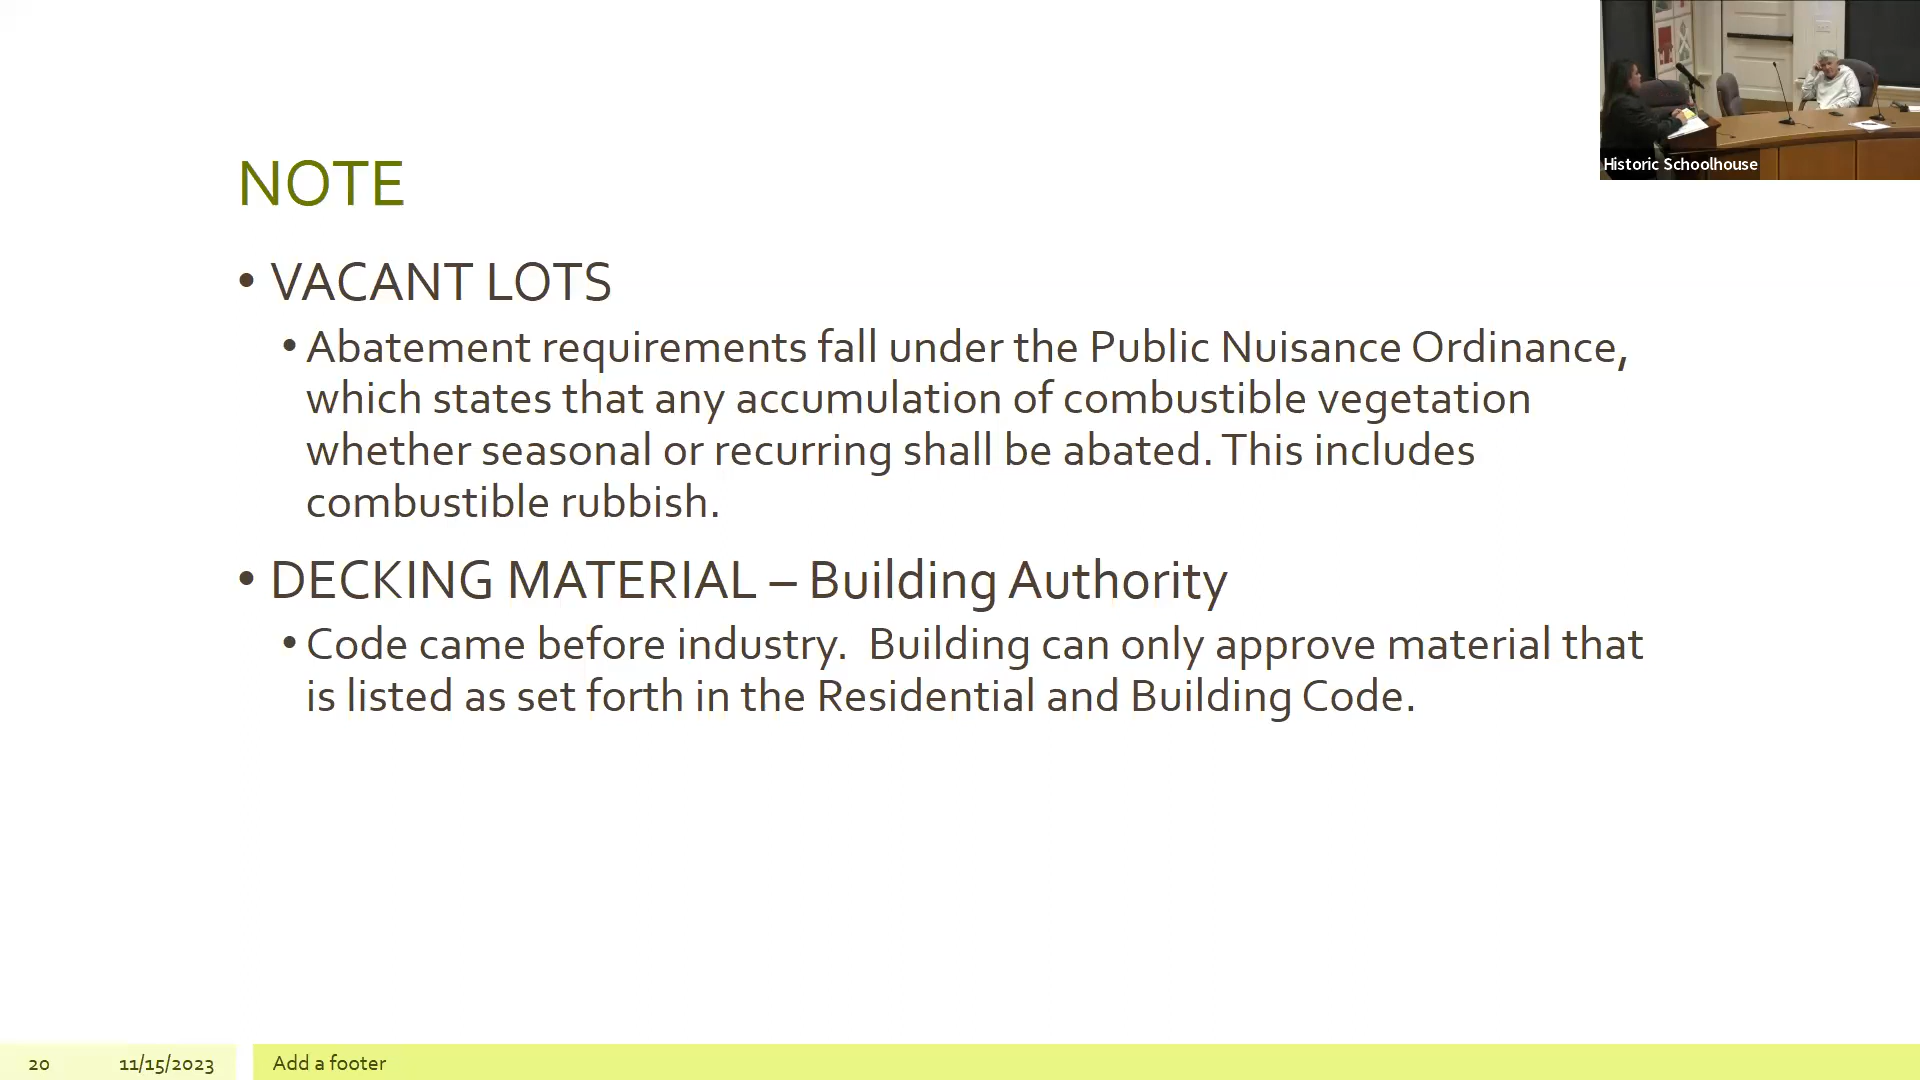 Historic Schoolhouse
NOTE
• VACANT LOTS
• Abatement requirements fall under the Public Nuisance Ordinance,
which states that any accumulation of combustible vegetation
whether seasonal or recurring shall be abated. This includes
combustible rubbish.
• DECKING MATERIAL – Building Authority
• Code came before industry.  Building can only approve material that
is listed as set forth in the Residential and Building Code.
20 11/15/2023 Add a footer